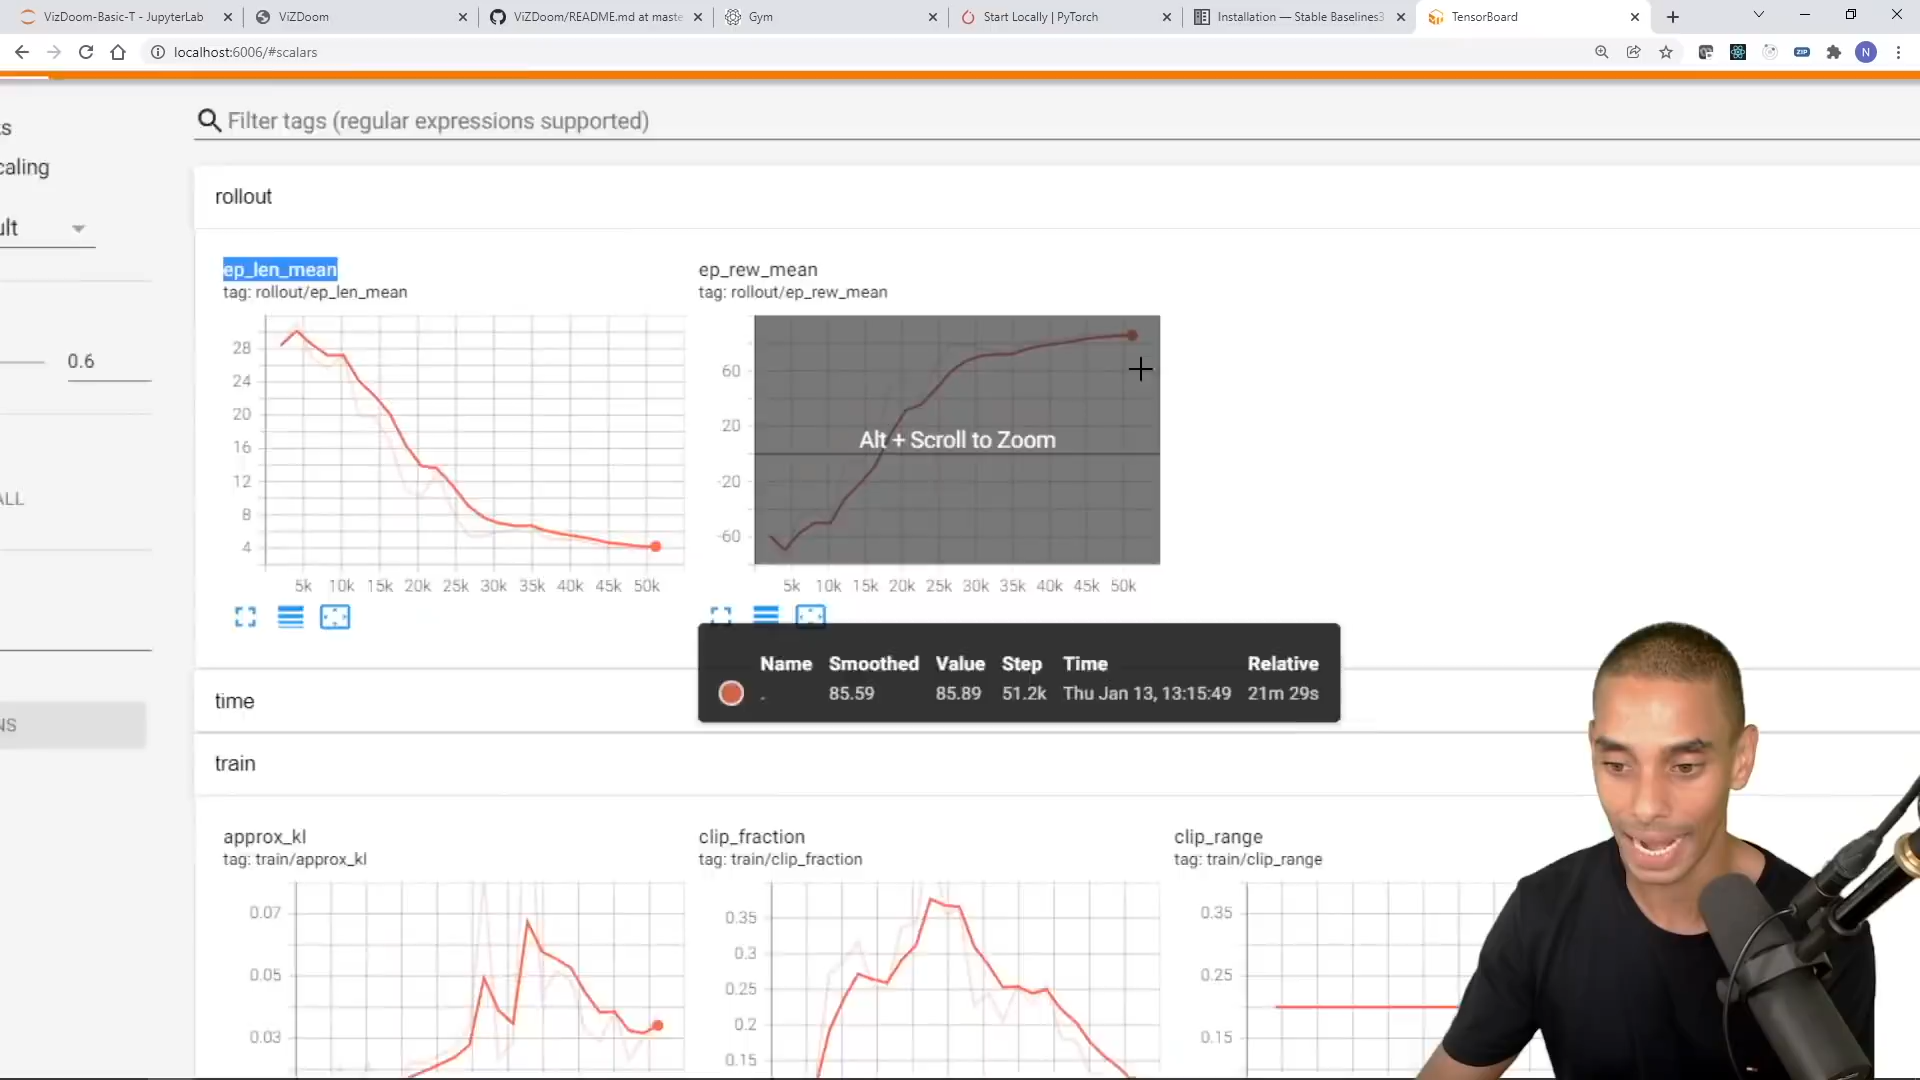 VizDoom-Basic-T - JupyterLab
ViZDoom
ViZDoom/README.md at maste
Gym
Start Locally | PyTorch
Installation — Stable Baselines3
TensorBoard
localhost:6006/#scalars
ZIP
N
Filter tags (regular expressions supported)
s
caling
ult
0.6
ALL
NS
rollout
ep_len_mean
tag: rollout/ep_len_mean
28
24
20
16
12
8
4
5k 10k 15k 20k 25k 30k 35k 40k 45k 50k
ep_rew_mean
tag: rollout/ep_rew_mean
60
20
-20
-60
Alt + Scroll to Zoom
5k 10k 15k 20k 25k 30k 35k 40k 45k 50k
Name Smoothed Value Step Time Relative
. 85.59 85.89 51.2k Thu Jan 13, 13:15:49 21m 29s
time
train
approx_kl
tag: train/approx_kl
0.07
0.05
0.03
clip_fraction
tag: train/clip_fraction
0.35
0.3
0.25
0.2
0.15
clip_range
tag: train/clip_range
0.35
0.25
0.15